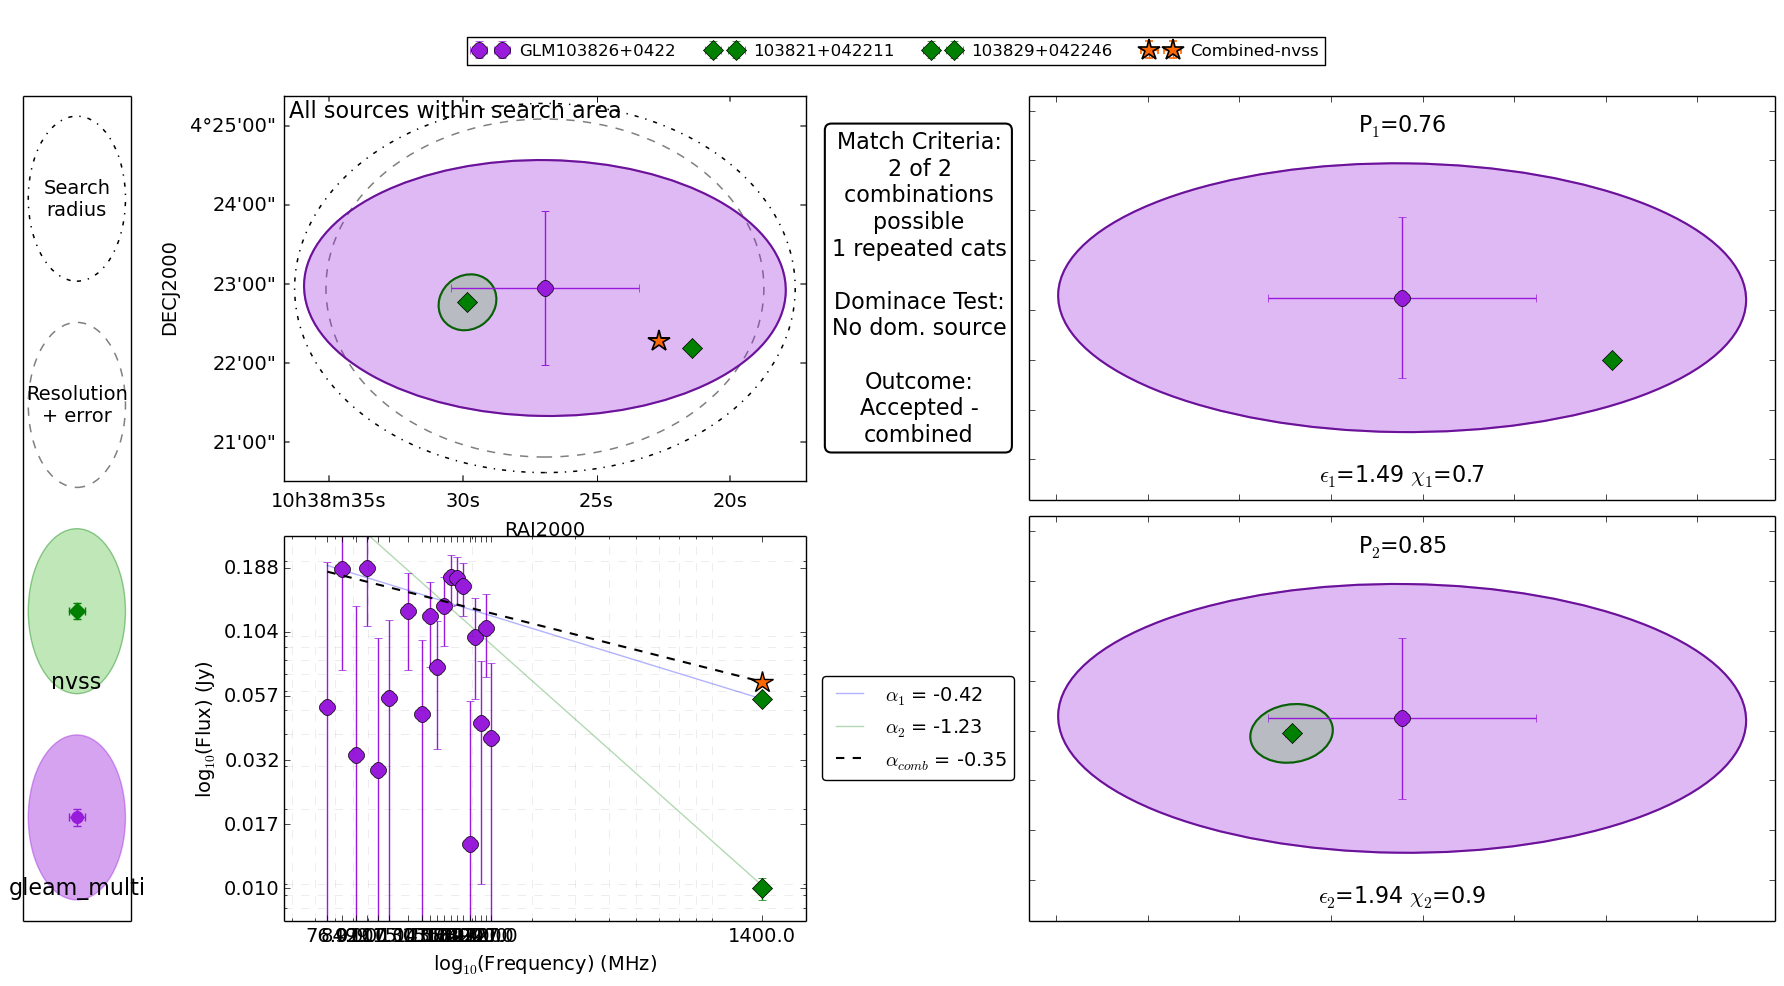 GLM103826+0422
103821+042211
103829+042246
Combined-nvss
Search
radius
Resolution
+ error
nvss
gleam_multi
All sources within search area
4°25'00"
24'00"
23'00"
22'00"
21'00"
DECJ2000
10h38m35s
30s
25s
20s
RAJ2000
Match Criteria:
2 of 2
combinations
possible
1 repeated cats
Dominace Test:
No dom. source
Outcome:
Accepted -
combined
P1=0.76
ϵ1=1.49 χ1=0.7
P2=0.85
ϵ2=1.94 χ2=0.9
0.188
0.104
0.057
0.032
0.017
0.010
log10(Flux) (Jy)
1400.0
log10(Frequency) (MHz)
α1 = -0.42
α2 = -1.23
αcomb = -0.35